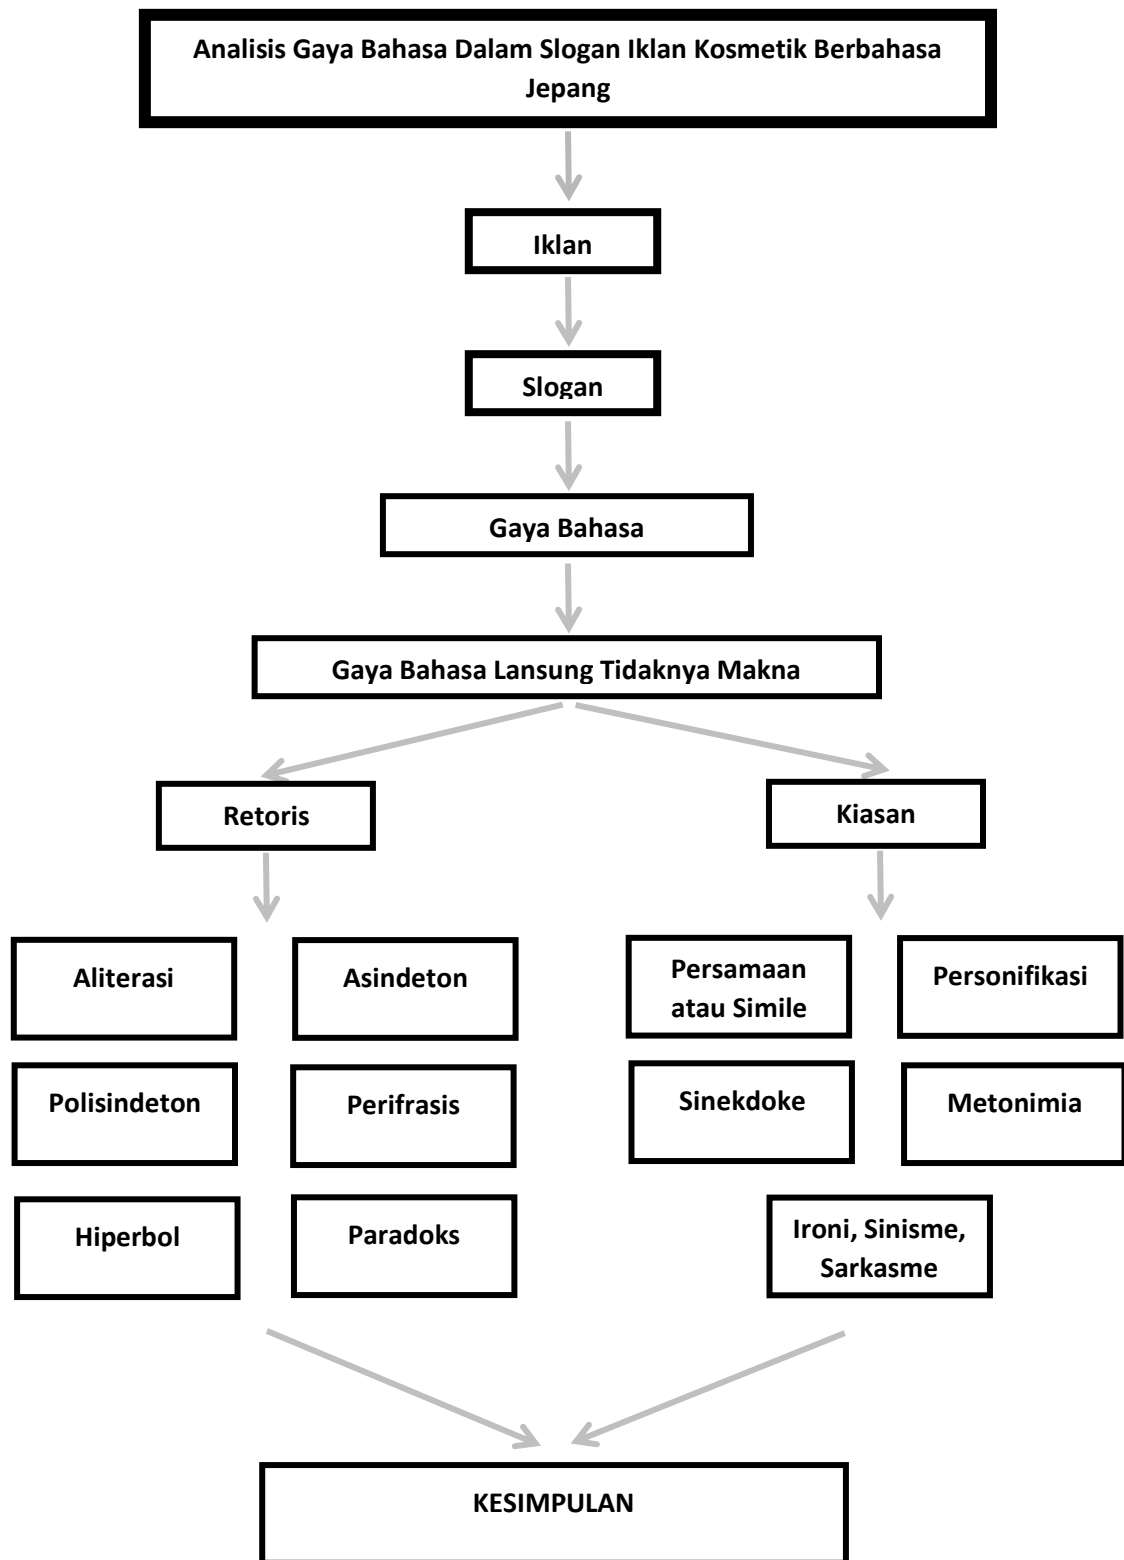 Analisis Gaya Bahasa Dalam Slogan Iklan Kosmetik Berbahasa
Jepang
Iklan
Slogan
Gaya Bahasa
Gaya Bahasa Lansung Tidaknya Makna
Retoris
Kiasan
Aliterasi
Asindeton
Persamaan
atau Simile
Personifikasi
Polisindeton
Perifrasis
Sinekdoke
Metonimia
Hiperbol
Paradoks
Ironi, Sinisme,
Sarkasme
KESIMPULAN